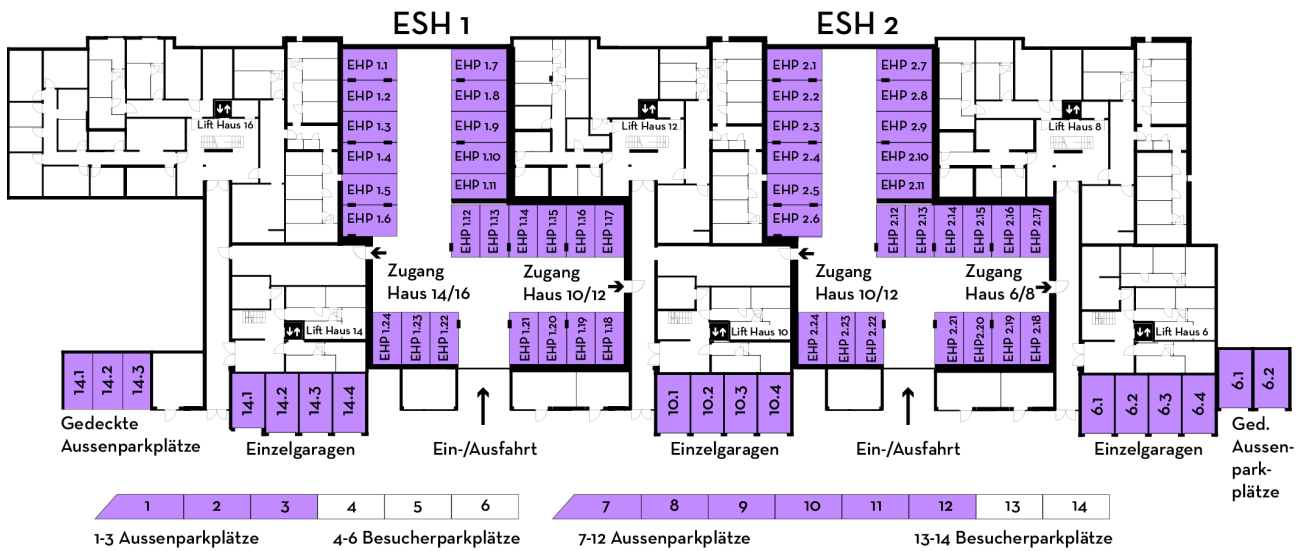 ESH 1
ESH 2
EHP 1.1
EHP 1.2
EHP 1.3
EHP 1.4
EHP 1.5
EHP 1.6
EHP 1.7
EHP 1.8
EHP 1.9
EHP 1.10
EHP 1.11
EHP 1.12
EHP 1.13
EHP 1.14
EHP 1.15
EHP 1.16
EHP 1.17
EHP 2.1
EHP 2.2
EHP 2.3
EHP 2.4
EHP 2.5
EHP 2.6
EHP 2.7
EHP 2.8
EHP 2.9
EHP 2.10
EHP 2.11
EHP 2.12
EHP 2.13
EHP 2.14
EHP 2.15
EHP 2.16
EHP 2.17
Lift Haus 16
Lift Haus 12
Lift Haus 8
Zugang
Haus 14/16
Zugang
Haus 10/12
Zugang
Haus 10/12
Zugang
Haus 6/8
Lift Haus 14
Lift Haus 10
Lift Haus 6
EHP 1.24
EHP 1.23
EHP 1.22
EHP 1.21
EHP 1.20
EHP 1.19
EHP 1.18
EHP 2.24
EHP 2.23
EHP 2.22
EHP 2.21
EHP2.20
EHP 2.19
EHP 2.18
14.1
14.2
14.3
14.1
14.2
14.3
14.4
10.1
10.2
10.3
10.4
6.1
6.2
6.3
6.4
6.1
6.2
Gedeckte
Aussenparkplätze
Einzelgaragen
Ein-/Ausfahrt
Einzelgaragen
Ein-/Ausfahrt
Einzelgaragen
Ged.
Aussen-
park-
plätze
1 2 3 4 5 6
7 8 9 10 11 12 13 14
1-3 Aussenparkplätze
4-6 Besucherparkplätze
7-12 Aussenparkplätze
13-14 Besucherparkplätze